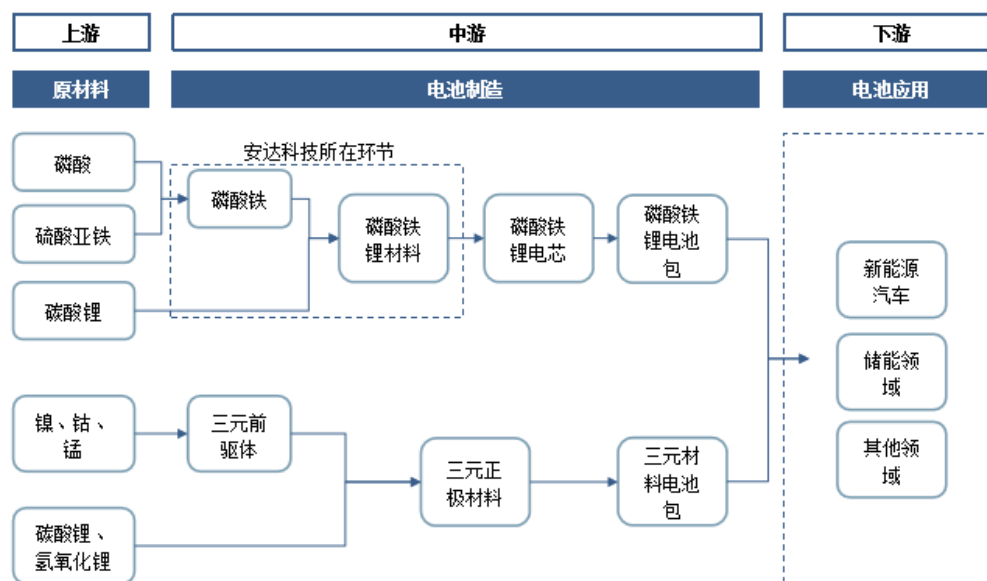 上游
中游
下游
原材料
电池制造
电池应用
安达科技所在环节
磷酸
硫酸亚铁
碳酸锂
磷酸铁
磷酸铁
锂材料
磷酸铁
锂电芯
磷酸铁
锂电池
包
新能源
汽车
储能领
域
其他领
域
镍、钴、
锰
碳酸锂、
氢氧化锂
三元前
驱体
三元正
极材料
三元材
料电池
包